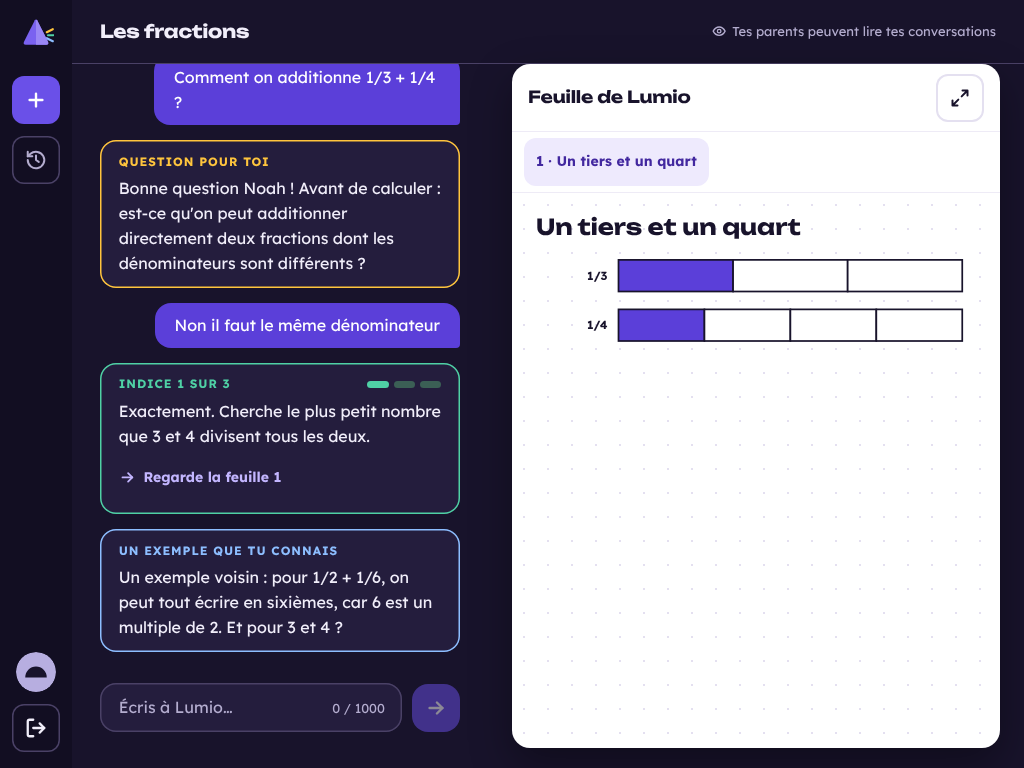 Les fractions
Tes parents peuvent lire tes conversations
Comment on additionne 1/3 + 1/4
?
QUESTION POUR TOI
Bonne question Noah ! Avant de calculer :
est-ce qu'on peut additionner
directement deux fractions dont les
dénominateurs sont différents ?
Non il faut le même dénominateur
INDICE 1 SUR 3
Exactement. Cherche le plus petit nombre
que 3 et 4 divisent tous les deux.
→ Regarde la feuille 1
UN EXEMPLE QUE TU CONNAIS
Un exemple voisin : pour 1/2 + 1/6, on
peut tout écrire en sixièmes, car 6 est un
multiple de 2. Et pour 3 et 4 ?
Écris à Lumio… 0 / 1000
Feuille de Lumio
1 · Un tiers et un quart
Un tiers et un quart
1/3
1/4